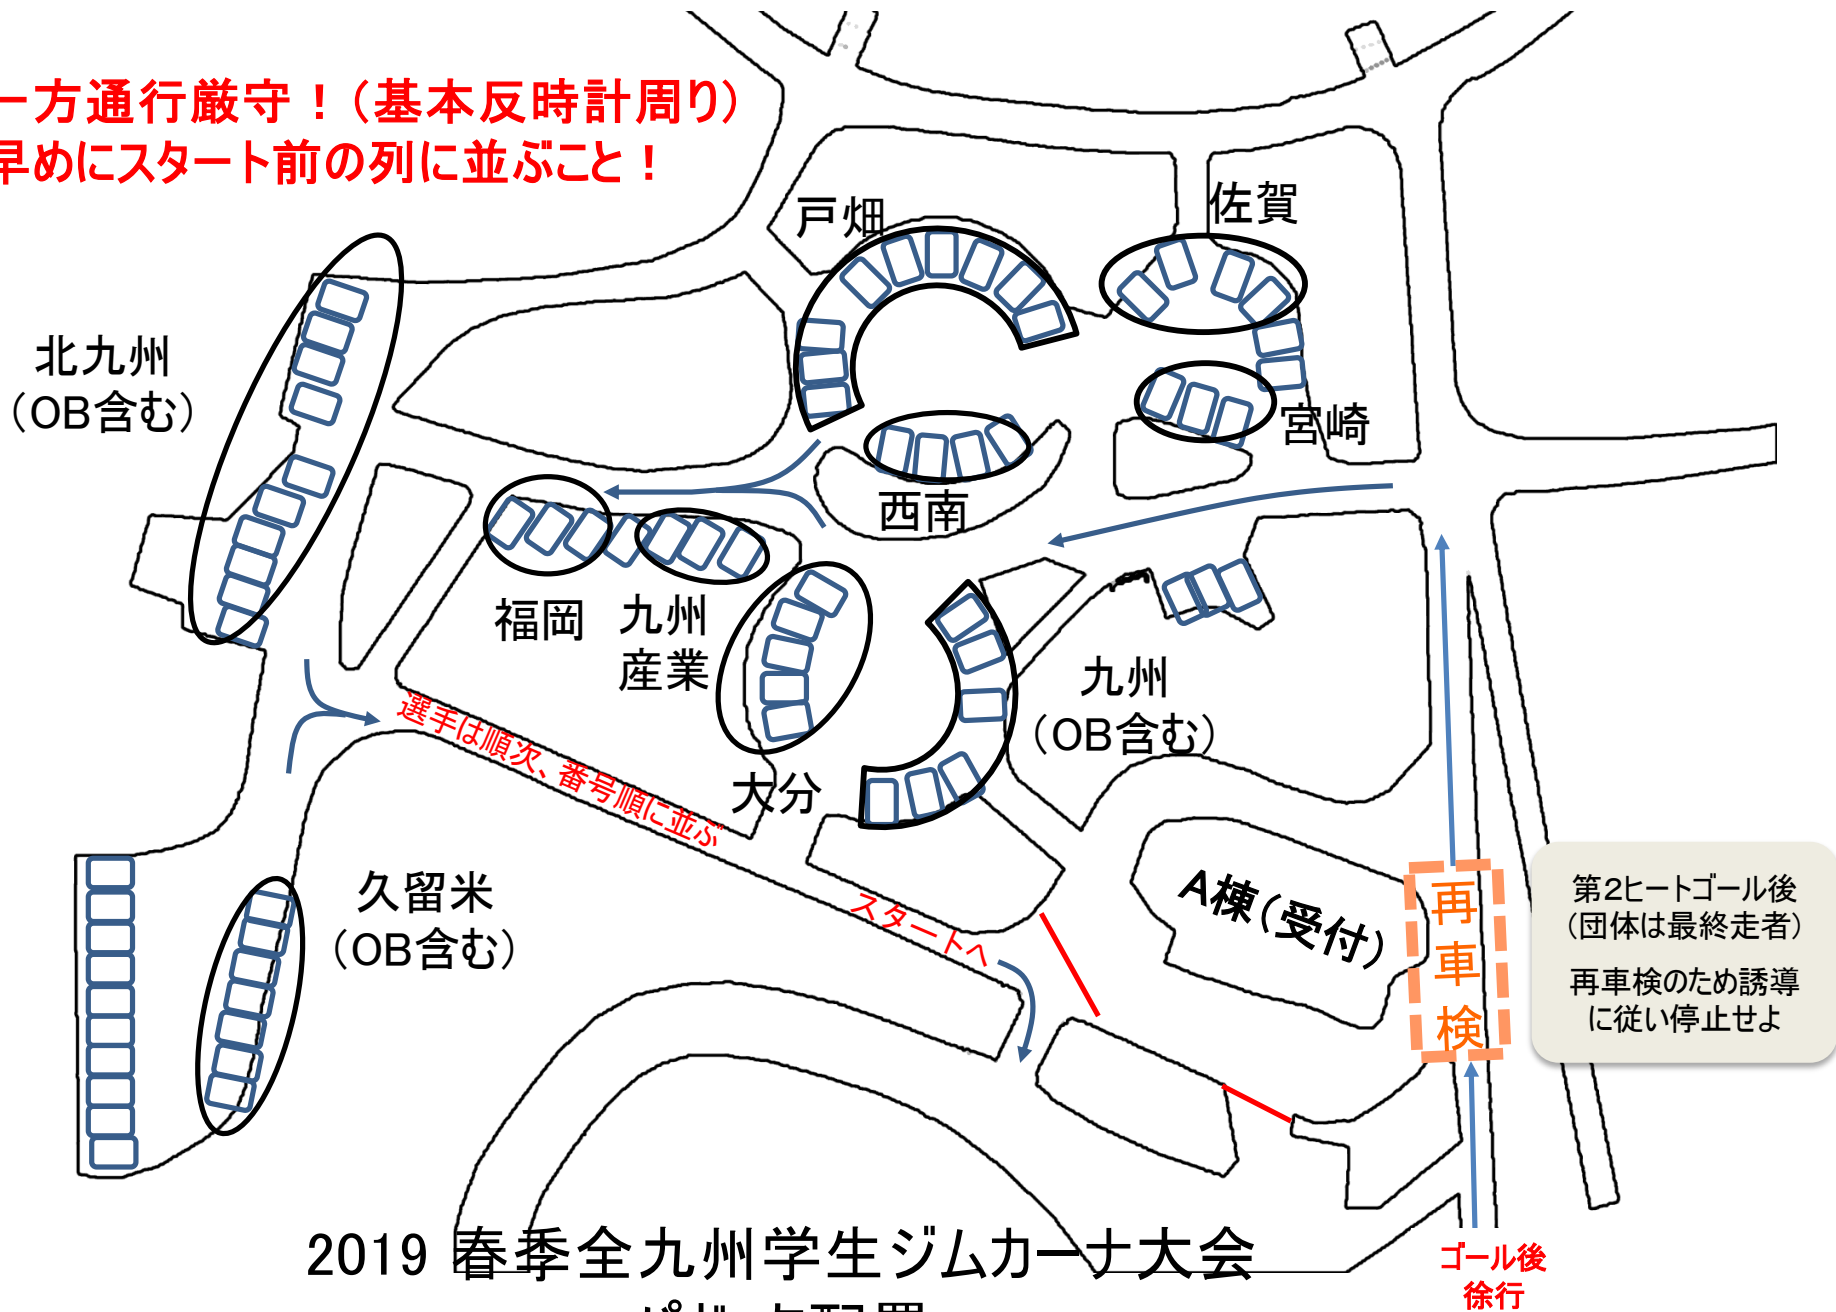 一方通行厳守！（基本反時計周り）
早めにスタート前の列に並ぶこと！
戸畑
佐賀
北九州
（OB含む）
宮崎
西南
福岡
九州
産業
九州
（OB含む）
大分
選手は順次、番号順に並ぶ
スタートへ
久留米
（OB含む）
A棟（受付）
再車検
第2ヒートゴール後
（団体は最終走者）
再車検のため誘導
に従い停止せよ
ゴール後
徐行
2019 春季全九州学生ジムカーナ大会